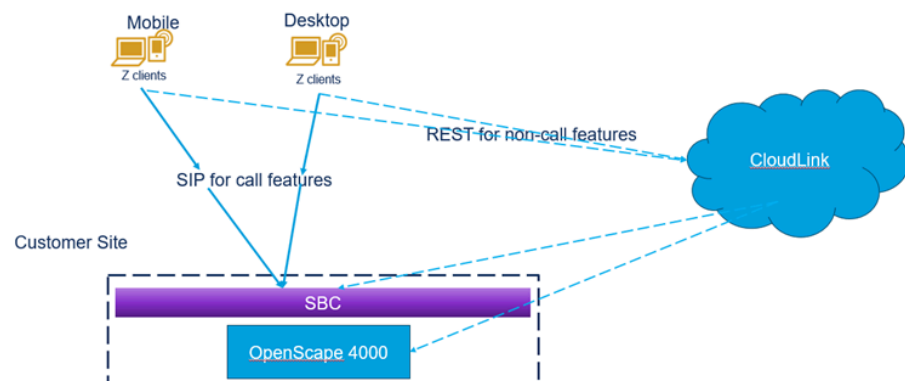 Mobile
Desktop
Z clients
Z clients
REST for non-call features
CloudLink
SIP for call features
Customer Site
SBC
OpenScape 4000